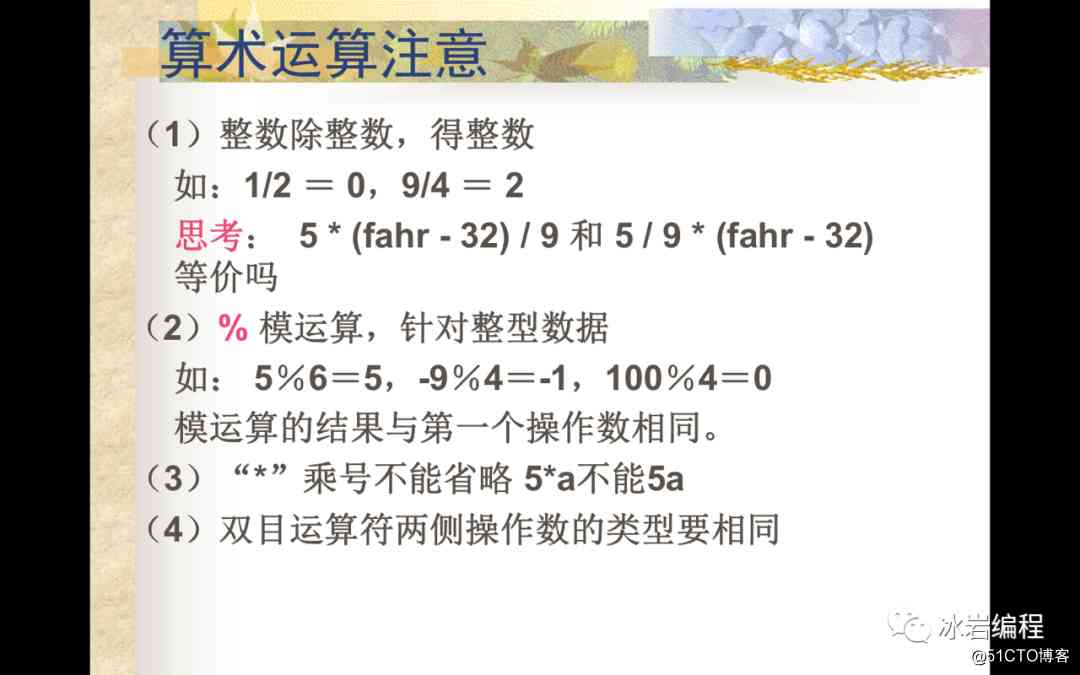 算术运算注意
（1）整数除整数，得整数
如：1/2 ＝ 0，9/4 ＝ 2
思考： 5 * (fahr - 32) / 9 和 5 / 9 * (fahr - 32)
等价吗
（2）% 模运算，针对整型数据
如： 5％6＝5，-9％4＝-1，100％4＝0
模运算的结果与第一个操作数相同。
（3）“*”乘号不能省略 5*a不能5a
（4）双目运算符两侧操作数的类型要相同
冰岩编程
@51CTO博客